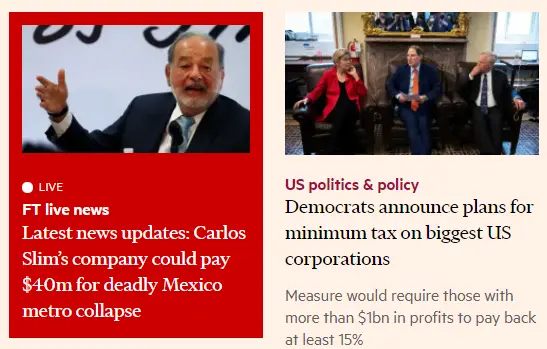 LIVE
FT live news
Latest news updates: Carlos
Slim's company could pay
$40m for deadly Mexico
metro collapse
US politics & policy
Democrats announce plans for
minimum tax on biggest US
corporations
Measure would require those with
more than $1bn in profits to pay back
at least 15%